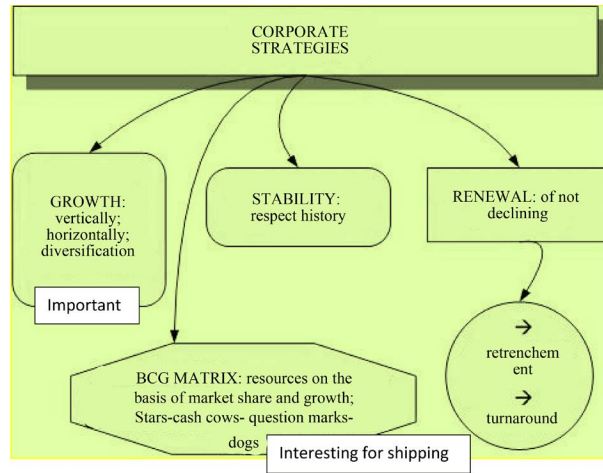 CORPORATE
STRATEGIES
GROWTH:
vertically;
horizontally;
diversification
Important
STABILITY:
respect history
RENEWAL: of not
declining
→
retrenchem
ent
→
turnaround
BCG MATRIX: resources on the
basis of market share and growth;
Stars-cash cows- question marks-
dogs
Interesting for shipping